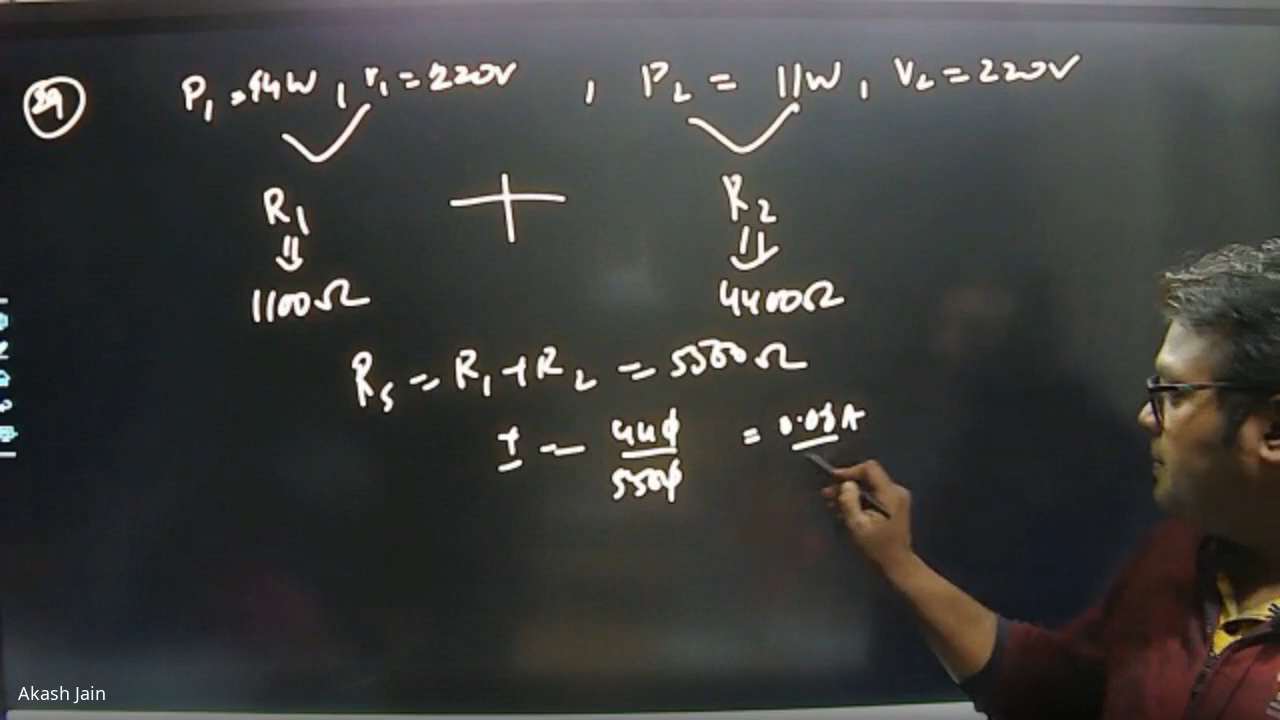 29 P₁ = 44W , V₁ = 220V , P₂ = 11W , V₂ = 220V
R₁ R₂
⇓ ⇓
1100Ω 4400Ω
Rₛ = R₁ + R₂ = 5500Ω
I = 440/5500 = 0.08A
Akash Jain